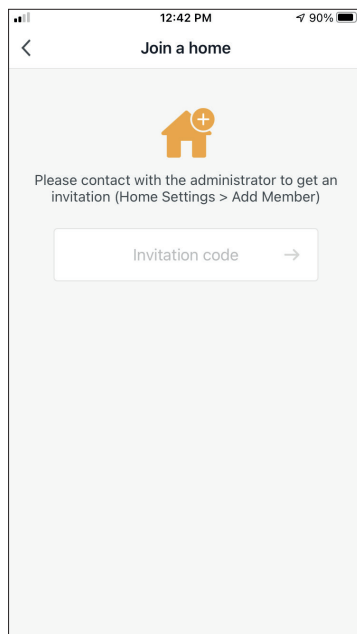 12:42 PM
90%
Join a home
Please contact with the administrator to get an
invitation (Home Settings > Add Member)
Invitation code